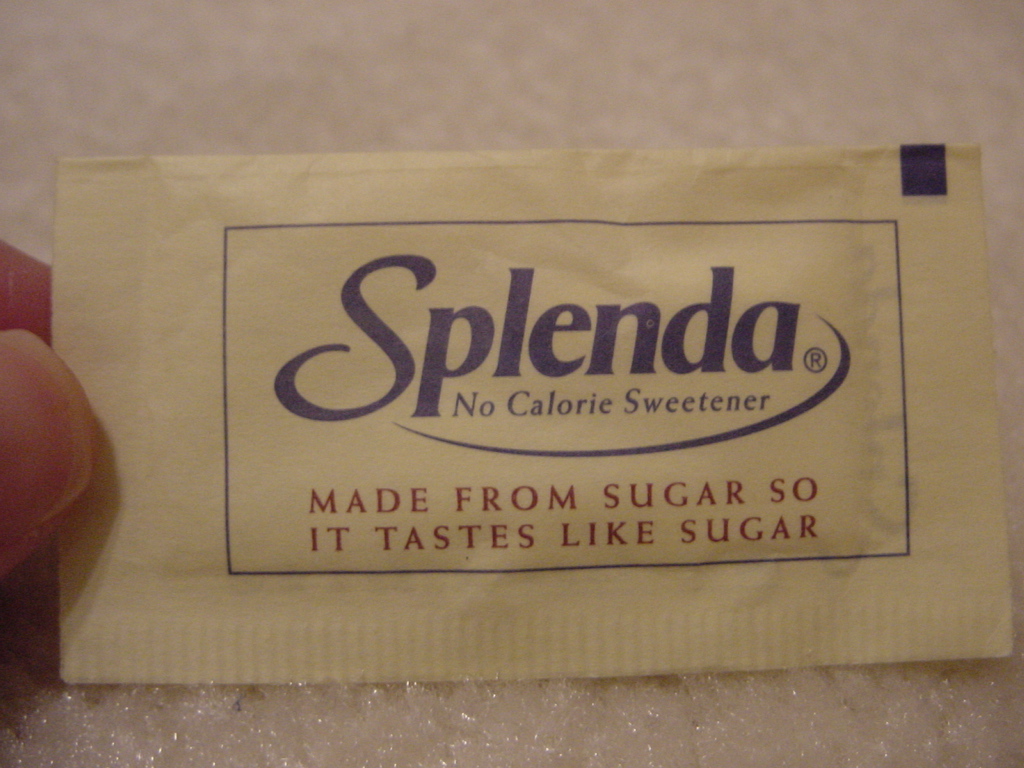 Splenda®
No Calorie Sweetener
MADE FROM SUGAR SO
IT TASTES LIKE SUGAR